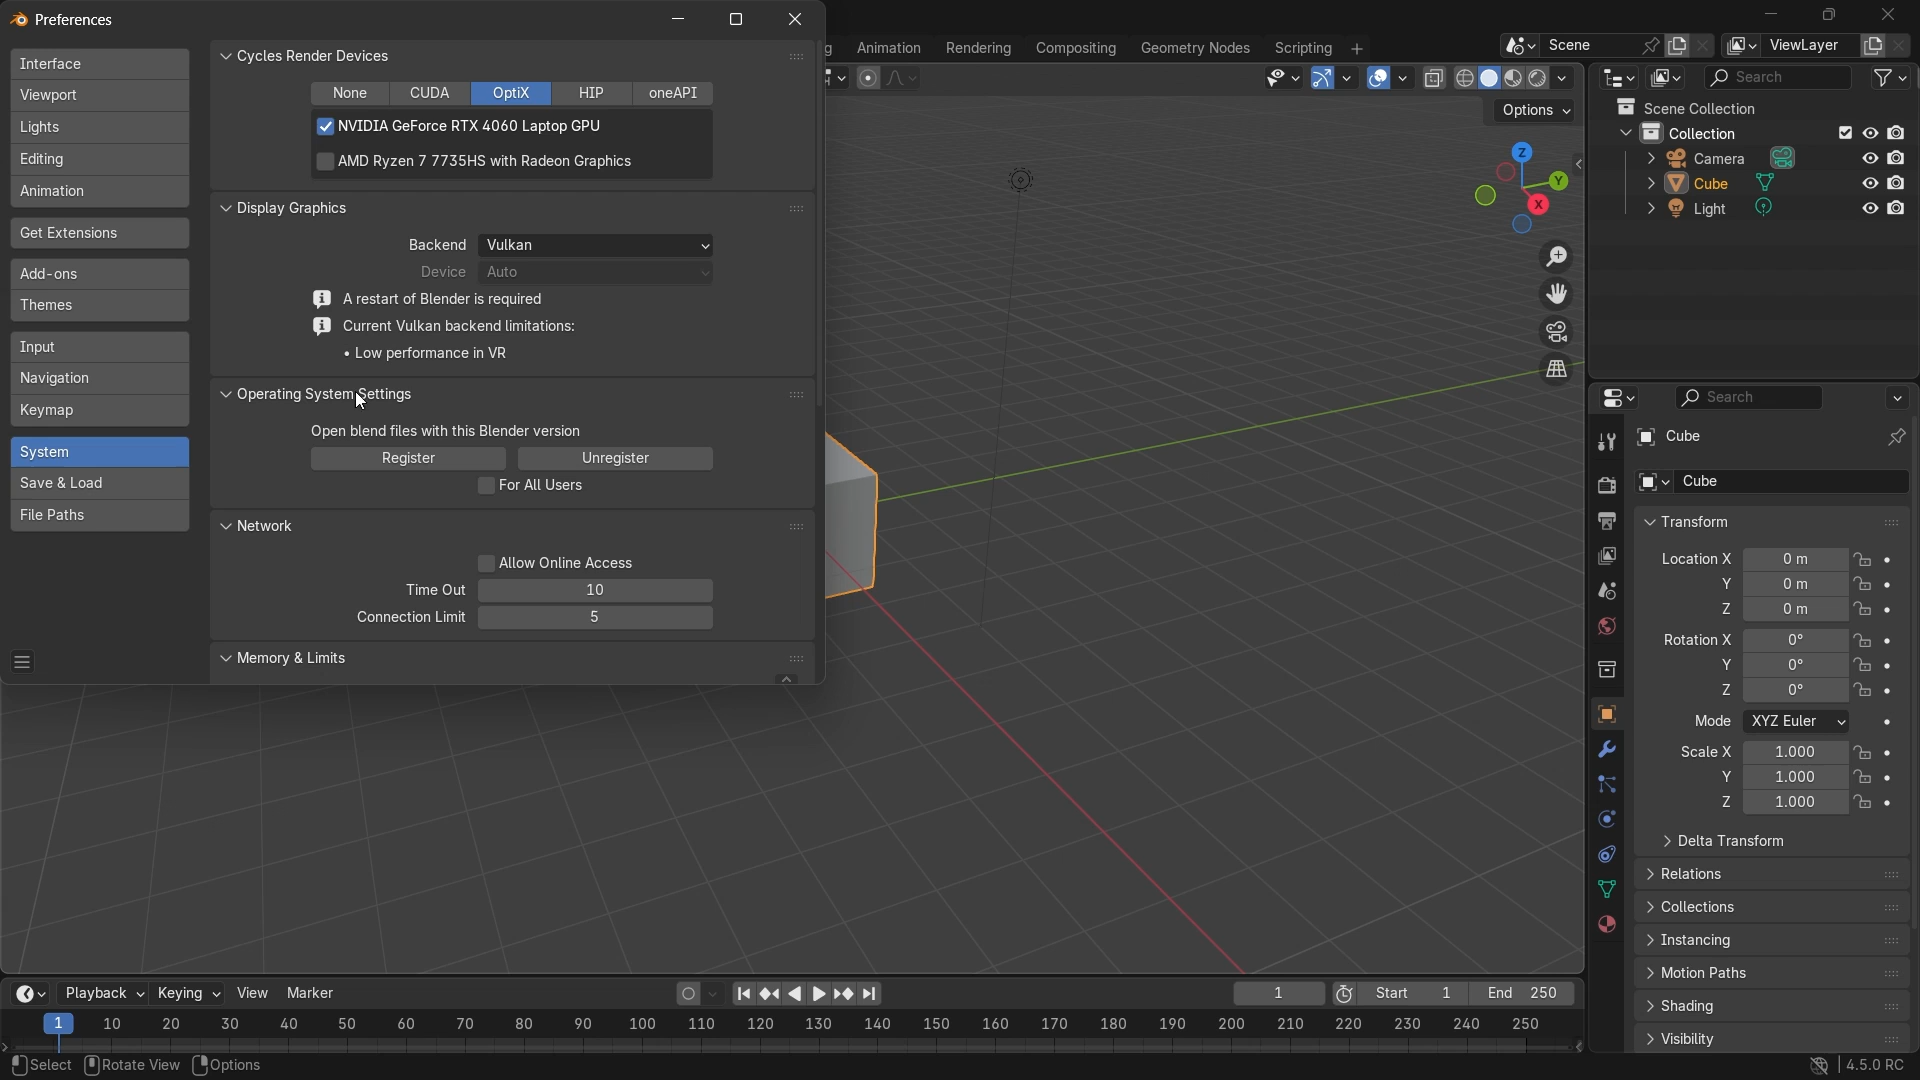 Preferences
Interface
Viewport
Lights
Editing
Animation
Get Extensions
Add-ons
Themes
Input
Navigation
Keymap
System
Save & Load
File Paths
Cycles Render Devices
None CUDA OptiX HIP oneAPI
NVIDIA GeForce RTX 4060 Laptop GPU
AMD Ryzen 7 7735HS with Radeon Graphics
Display Graphics
Backend Vulkan
Device Auto
A restart of Blender is required
Current Vulkan backend limitations:
• Low performance in VR
Operating System Settings
Open blend files with this Blender version
Register Unregister
For All Users
Network
Allow Online Access
Time Out 10
Connection Limit 5
Memory & Limits
g Animation Rendering Compositing Geometry Nodes Scripting +
Scene ViewLayer
Options
Z
Y
X
Search
Scene Collection
Collection
Camera
Cube
Light
Search
Cube
Cube
Transform
Location X 0 m
Y 0 m
Z 0 m
Rotation X 0°
Y 0°
Z 0°
Mode XYZ Euler
Scale X 1.000
Y 1.000
Z 1.000
Delta Transform
Relations
Collections
Instancing
Motion Paths
Shading
Visibility
Playback Keying View Marker 1 Start 1 End 250
1 10 20 30 40 50 60 70 80 90 100 110 120 130 140 150 160 170 180 190 200 210 220 230 240 250
Select Rotate View Options 4.5.0 RC